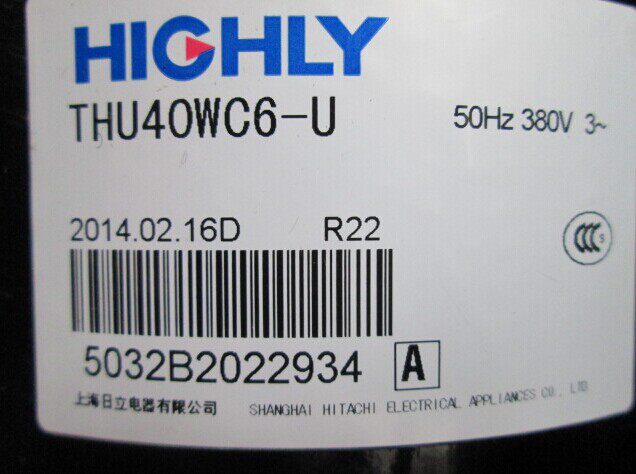 HIGHLY
THU40WC6-U
50Hz 380V 3~
2014.02.16D R22
CCC S
5032B2022934 A
上海日立电器有限公司 SHANGHAI HITACHI ELECTRICAL APPLIANCES CO., LTD